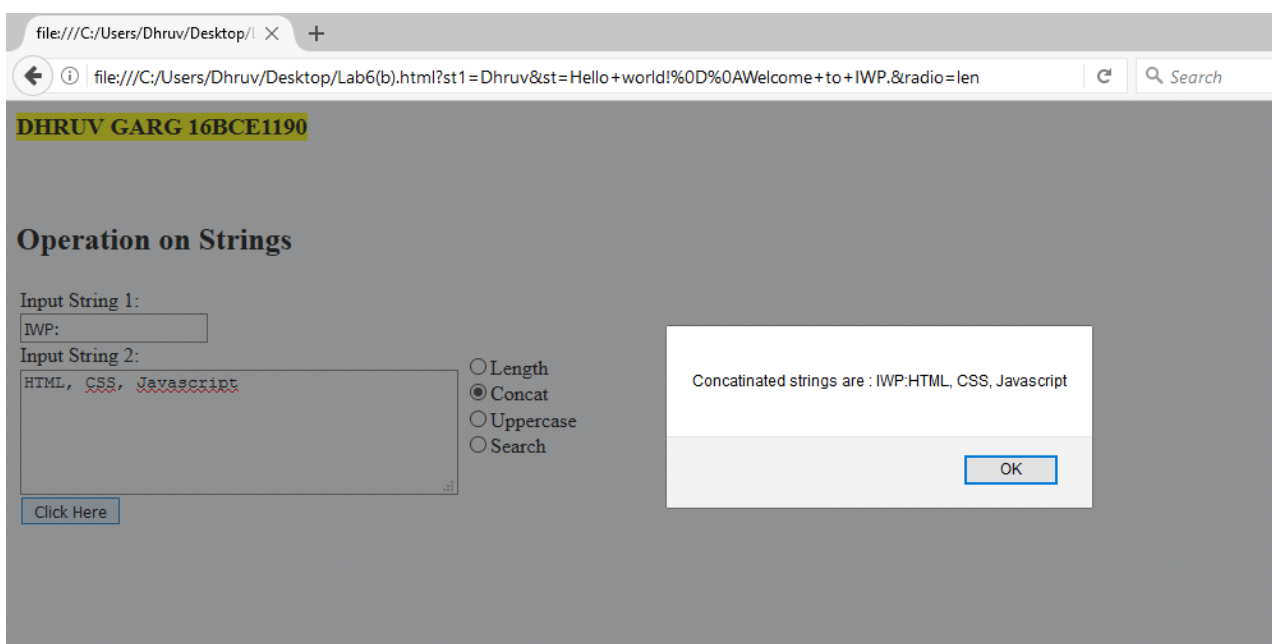 file:///C:/Users/Dhruv/Desktop/l
file:///C:/Users/Dhruv/Desktop/Lab6(b).html?st1=Dhruv&st=Hello+world!%0D%0AWelcome+to+IWP.&radio=len
Search
DHRUV GARG 16BCE1190
Operation on Strings
Input String 1:
IWP:
Input String 2:
HTML, CSS, Javascript
Length
Concat
Uppercase
Search
Click Here
Concatinated strings are : IWP:HTML, CSS, Javascript
OK